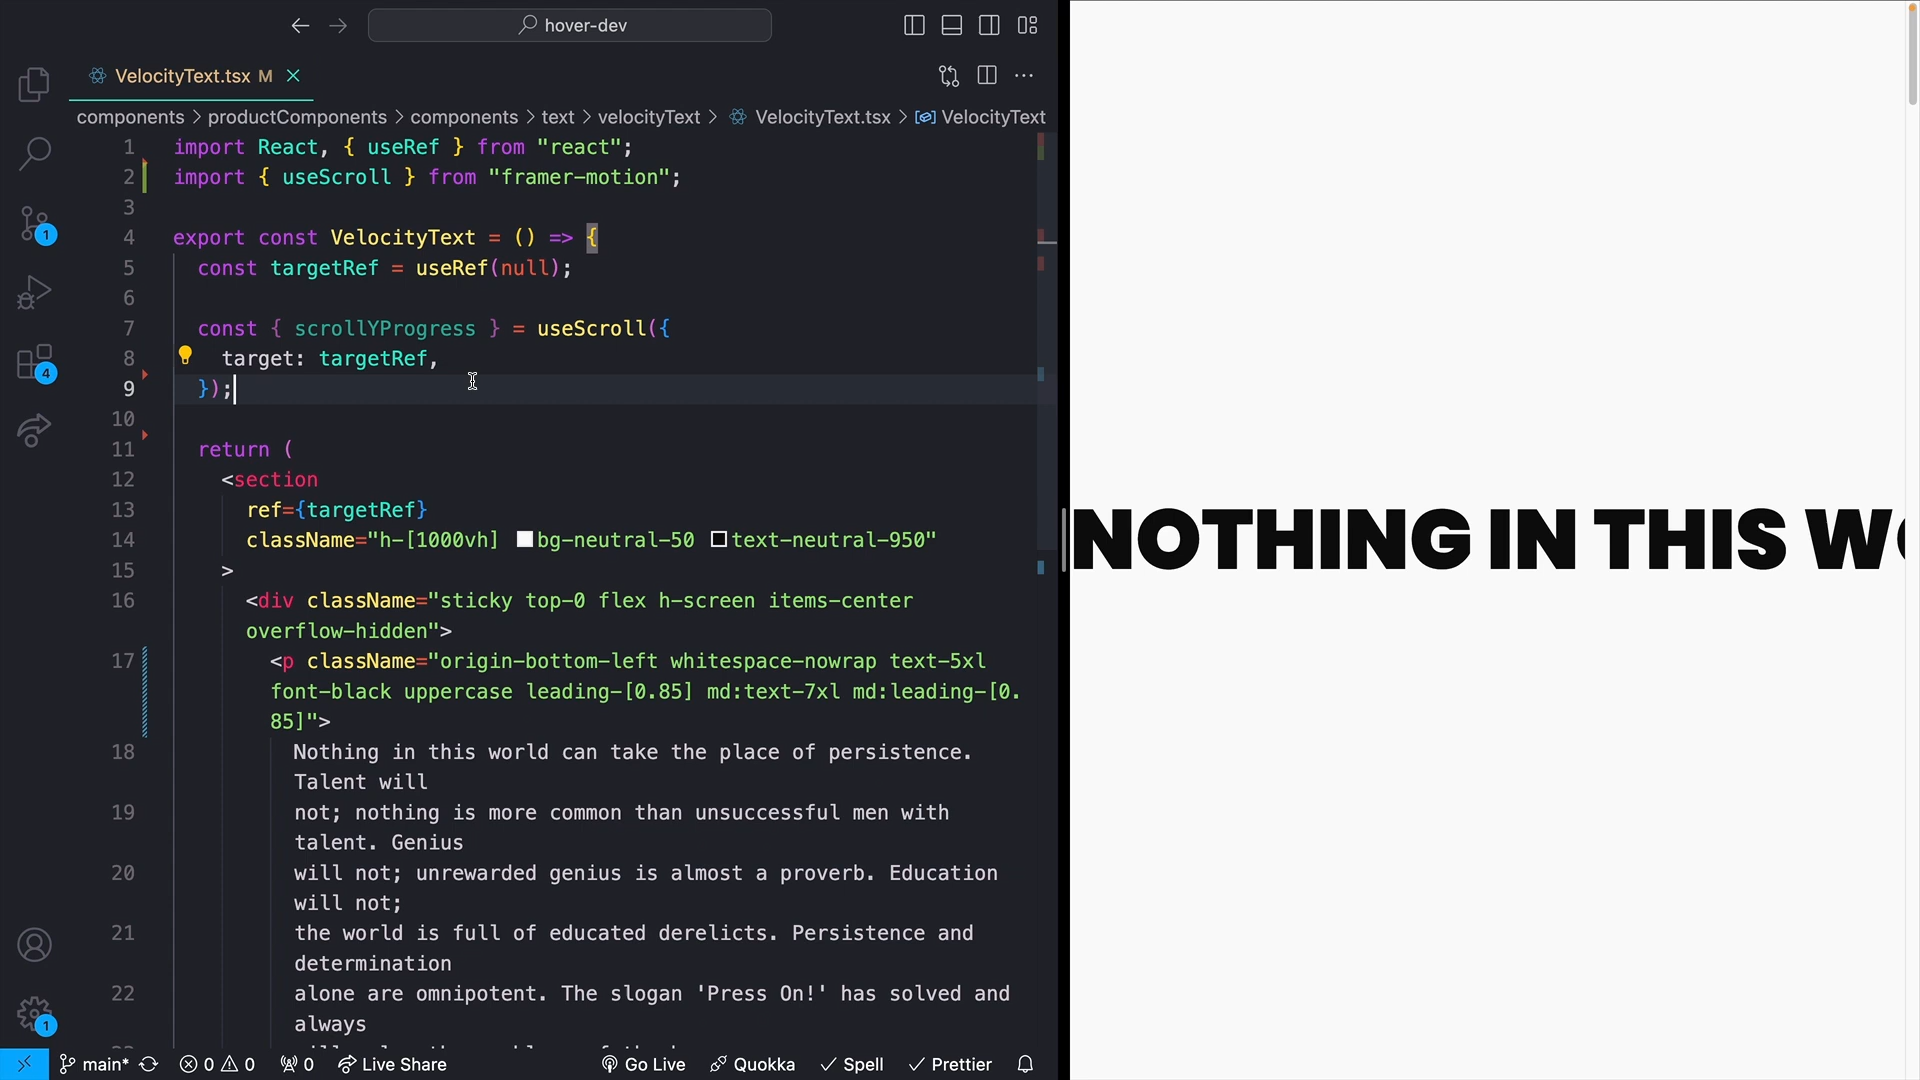 hover-dev
VelocityText.tsx M
components > productComponents > components > text > velocityText > VelocityText.tsx > VelocityText
1 import React, { useRef } from "react";
2 import { useScroll } from "framer-motion";
3
4 export const VelocityText = () => {
5 const targetRef = useRef(null);
6
7 const { scrollYProgress } = useScroll({
8 target: targetRef,
9 });
10
11 return (
12 <section
13 ref={targetRef}
14 className="h-[1000vh] bg-neutral-50 text-neutral-950"
15 >
16 <div className="sticky top-0 flex h-screen items-center
overflow-hidden">
17 <p className="origin-bottom-left whitespace-nowrap text-5xl
font-black uppercase leading-[0.85] md:text-7xl md:leading-[0.
85]">
18 Nothing in this world can take the place of persistence.
Talent will
19 not; nothing is more common than unsuccessful men with
talent. Genius
20 will not; unrewarded genius is almost a proverb. Education
will not;
21 the world is full of educated derelicts. Persistence and
determination
22 alone are omnipotent. The slogan 'Press On!' has solved and
always
1
4
1
main* 0 0 0 Live Share Go Live Quokka Spell Prettier
NOTHING IN THIS W